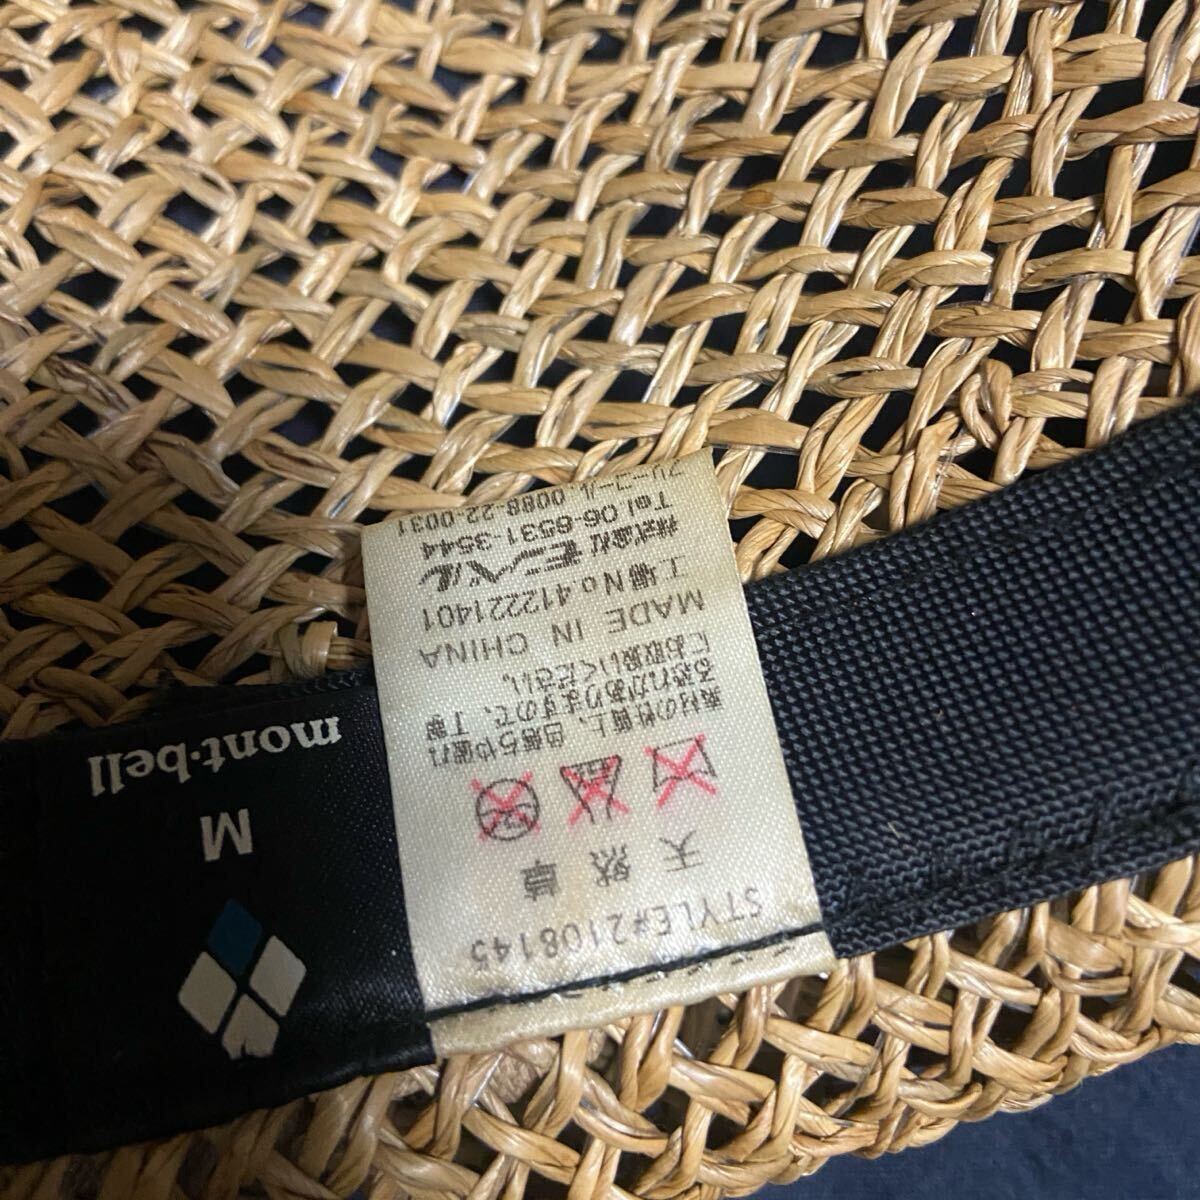 STYLE#2108145
天然草
素材の性質上、色落ちや破れ
る恐れがありますので、丁寧
にお取扱いください。
MADE IN CHINA
工場No.412221401
株式会社モンベル
Tel 06-6531-3544
フリーコール 0088-22-0031
mont-bell
M